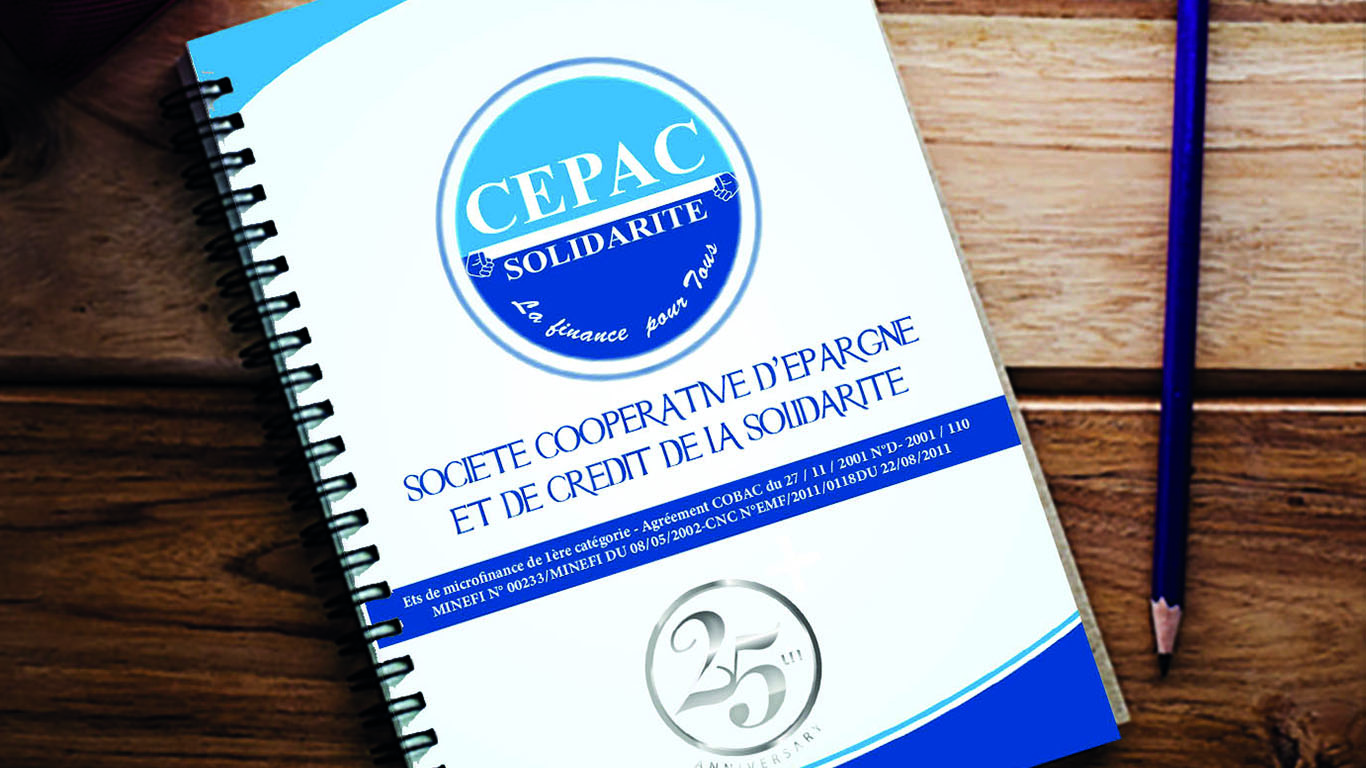 CEPAC
SOLIDARITE
La finance pour Tous
SOCIETE COOPERATIVE D'EPARGNE
ET DE CREDIT DE LA SOLIDARITE
Ets de microfinance de 1ère catégorie - Agréement COBAC du 27 / 11 / 2001 N°D- 2001 / 110
MINEFI N° 00233/MINEFI DU 08/05/2002-CNC N°EMF/2011/0118DU 22/08/2011
25
ANNIVERSARY